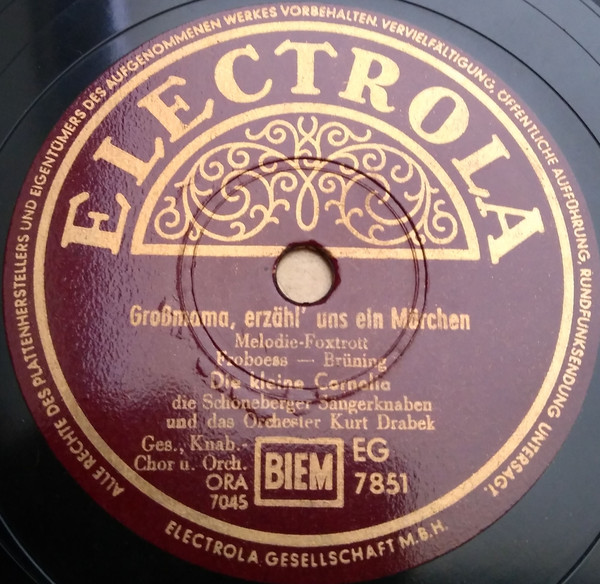 ALLE RECHTE DES PLATTENHERSTELLERS UND EIGENTÜMERS DES AUFGENOMMENEN WERKES VORBEHALTEN. VERVIELFÄLTIGUNG, ÖFFENTLICHE AUFFÜHRUNG, RUNDFUNKSENDUNG UNTERSAGT.
ELECTROLA
Großmama, erzähl' uns ein Märchen
Melodie-Foxtrott
Froboess — Brüning
Die kleine Cornelia
die Schöneberger Sängerknaben
und das Orchester Kurt Drabek
Ges., Knab.-
Chor u. Orch.
ORA
7045
BIEM
EG
7851
ELECTROLA GESELLSCHAFT M.B.H.